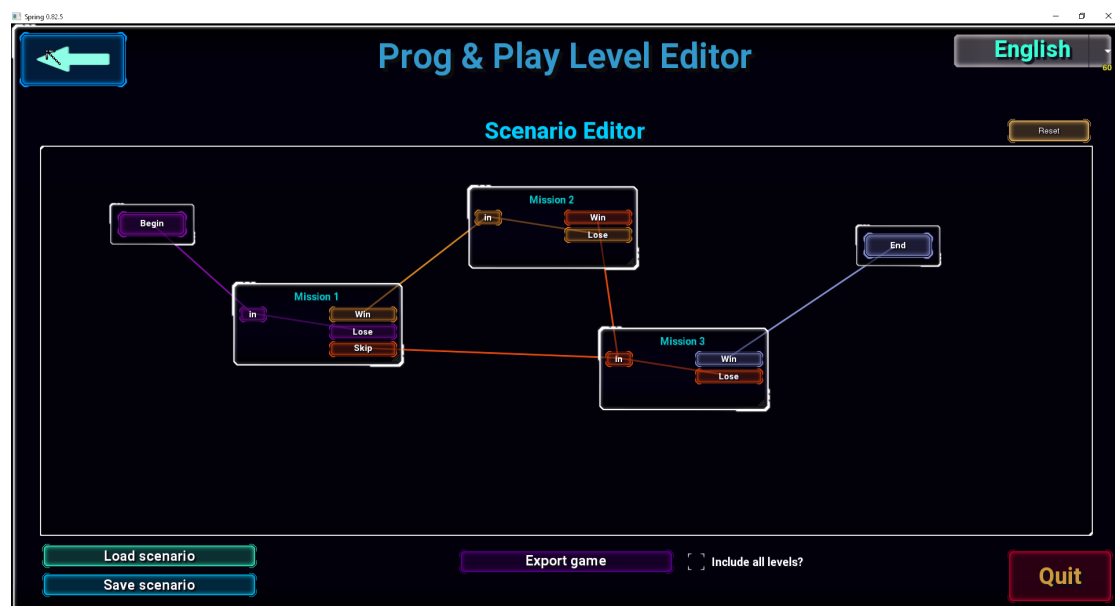 Spring 0.82.5
Prog & Play Level Editor
English
60
Scenario Editor
Reset
Begin
Mission 1
in
Win
Lose
Skip
Mission 2
in
Win
Lose
Mission 3
in
Win
Lose
End
Load scenario
Save scenario
Export game
Include all levels?
Quit